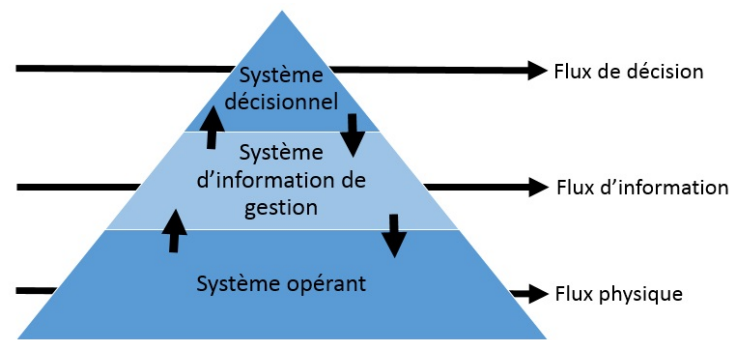 Système
décisionnel
Flux de décision
Système
d'information de
gestion
Flux d'information
Système opérant
Flux physique